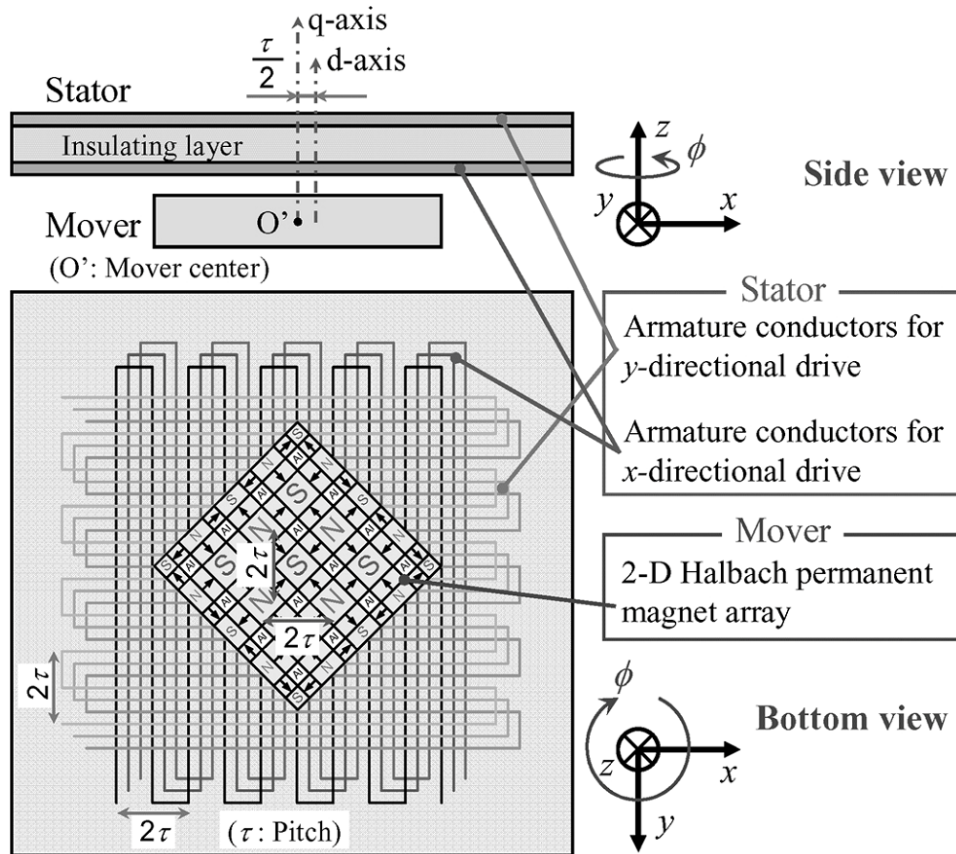 q-axis
τ
2
d-axis
Stator
Insulating layer
Mover
O’
(O’: Mover center)
z
ϕ
y
x
Side view
Stator
Armature conductors for
y-directional drive
Armature conductors for
x-directional drive
Mover
2-D Halbach permanent
magnet array
S
N
Al
S
N
2τ
2τ
2τ
2τ
(τ: Pitch)
ϕ
Bottom view
z
x
y